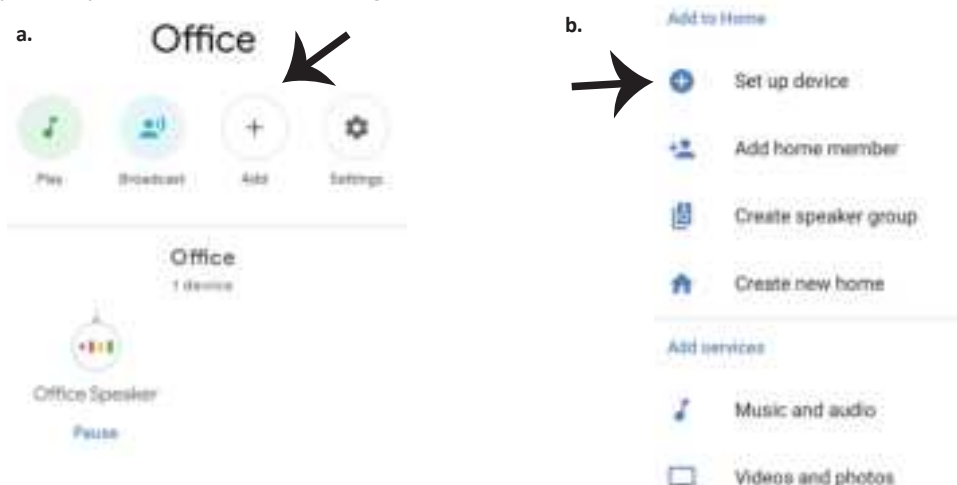 a.
Office
Play Broadcast Add Settings
Office
1 device
Office Speaker
Pause
b.
Add to Home
Set up device
Add home member
Create speaker group
Create new home
Add services
Music and audio
Videos and photos